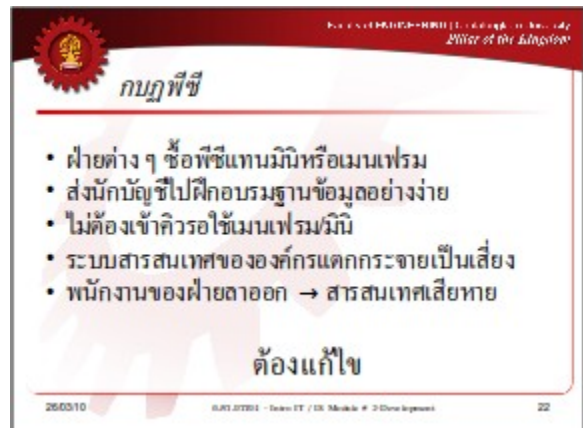 Pillar of the Kingdom
กบฏพีซี
• ฝ่ายต่าง ๆ ซื้อพีซีแทนมินิหรือเมนเฟรม
• ส่งนักบัญชีไปฝึกอบรมฐานข้อมูลอย่างง่าย
• ไม่ต้องเข้าคิวรอใช้เมนเฟรม/มินิ
• ระบบสารสนเทศขององค์กรแตกกระจายเป็นเสี่ยง
• พนักงานของฝ่ายลาออก → สารสนเทศเสียหาย
ต้องแก้ไข
26/03/10
22